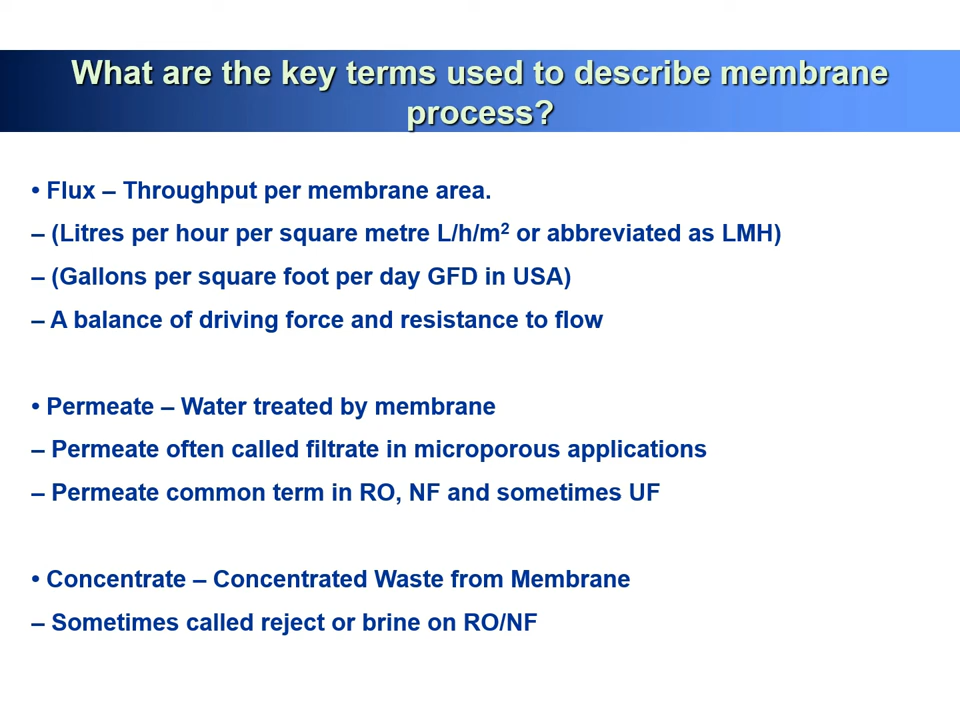 What are the key terms used to describe membrane
process?
• Flux – Throughput per membrane area.
– (Litres per hour per square metre L/h/m² or abbreviated as LMH)
– (Gallons per square foot per day GFD in USA)
– A balance of driving force and resistance to flow
• Permeate – Water treated by membrane
– Permeate often called filtrate in microporous applications
– Permeate common term in RO, NF and sometimes UF
• Concentrate – Concentrated Waste from Membrane
– Sometimes called reject or brine on RO/NF